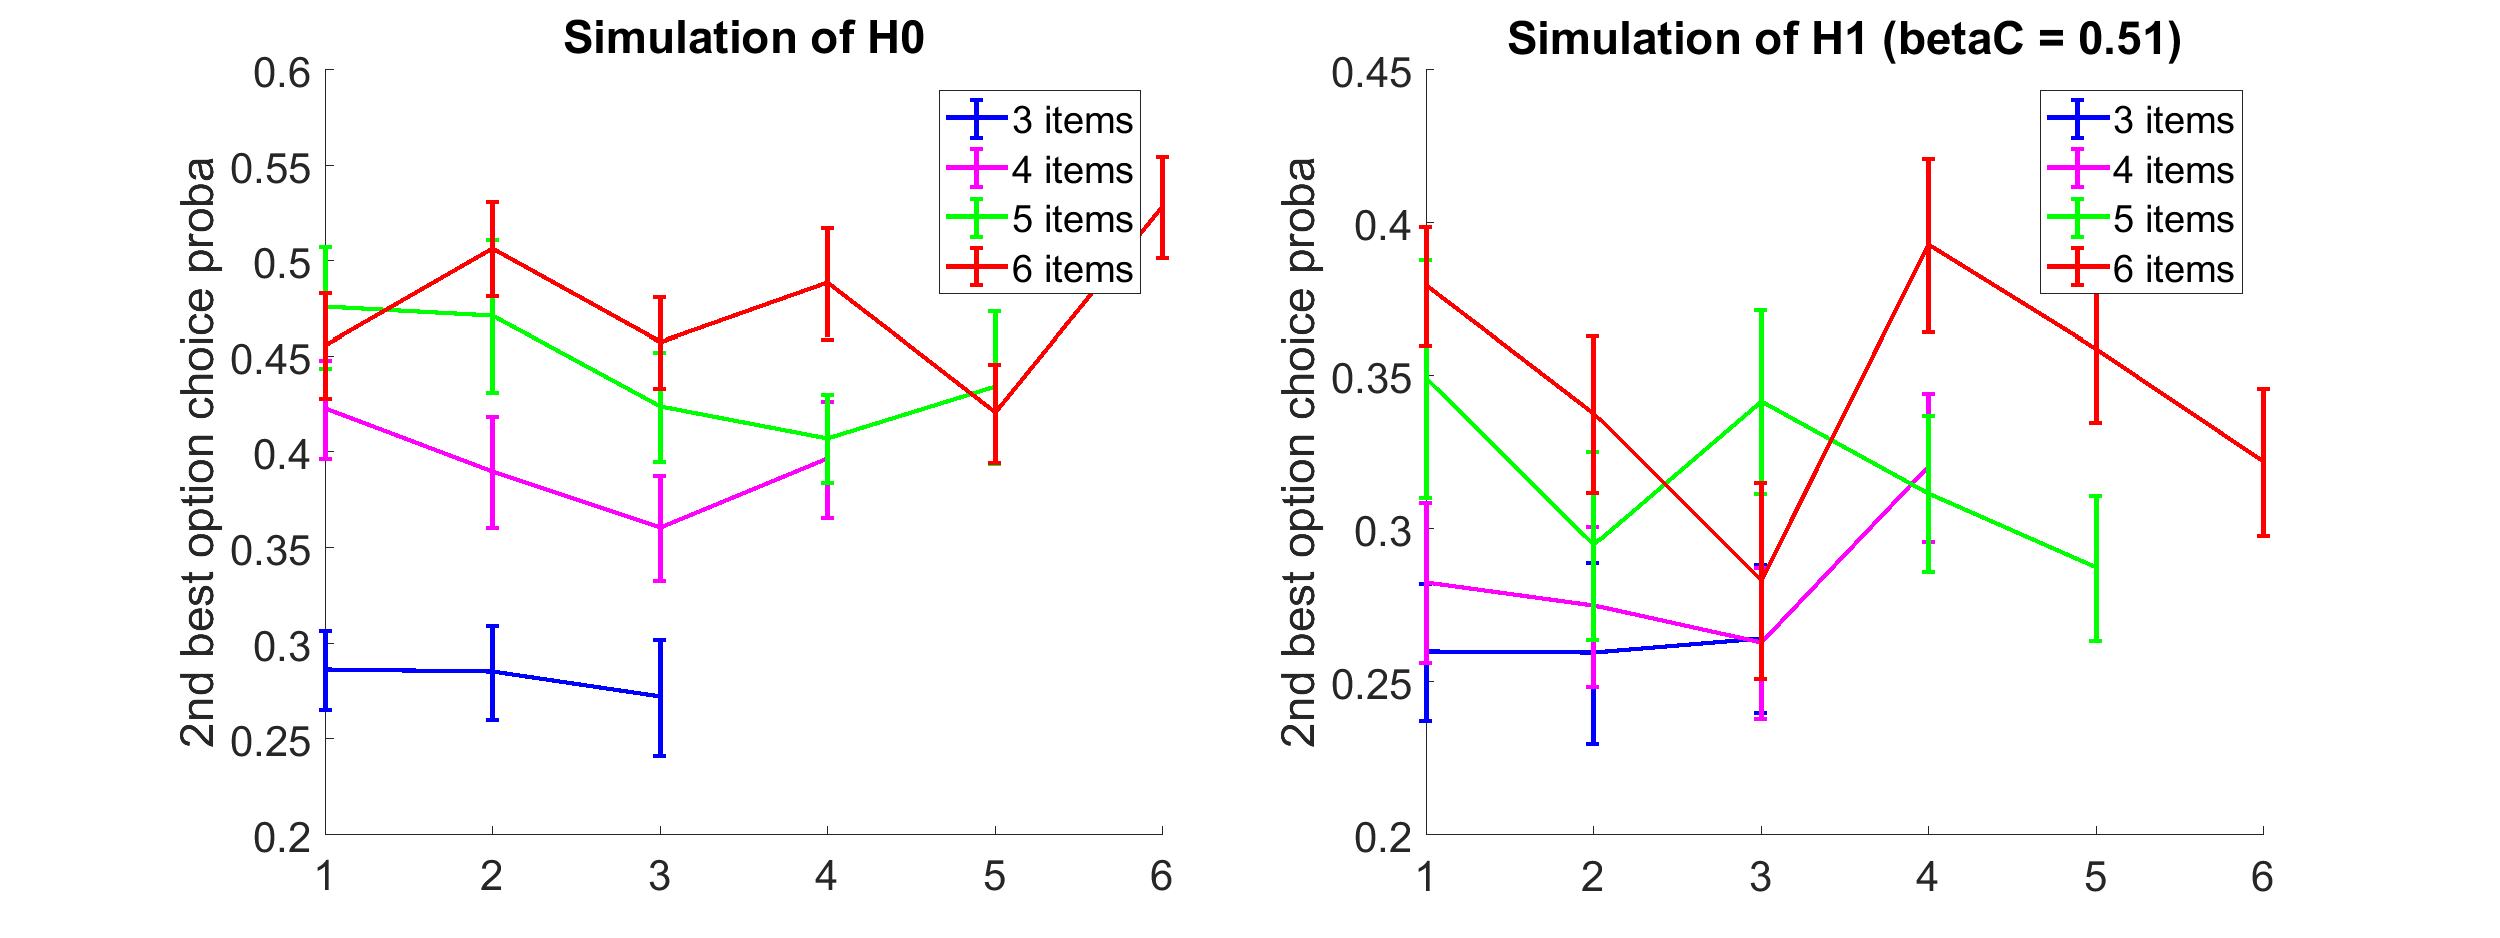 Simulation of H0
2nd best option choice proba
0.6
0.55
0.5
0.45
0.4
0.35
0.3
0.25
0.2
1 2 3 4 5 6
3 items
4 items
5 items
6 items
Simulation of H1 (betaC = 0.51)
2nd best option choice proba
0.45
0.4
0.35
0.3
0.25
0.2
1 2 3 4 5 6
3 items
4 items
5 items
6 items